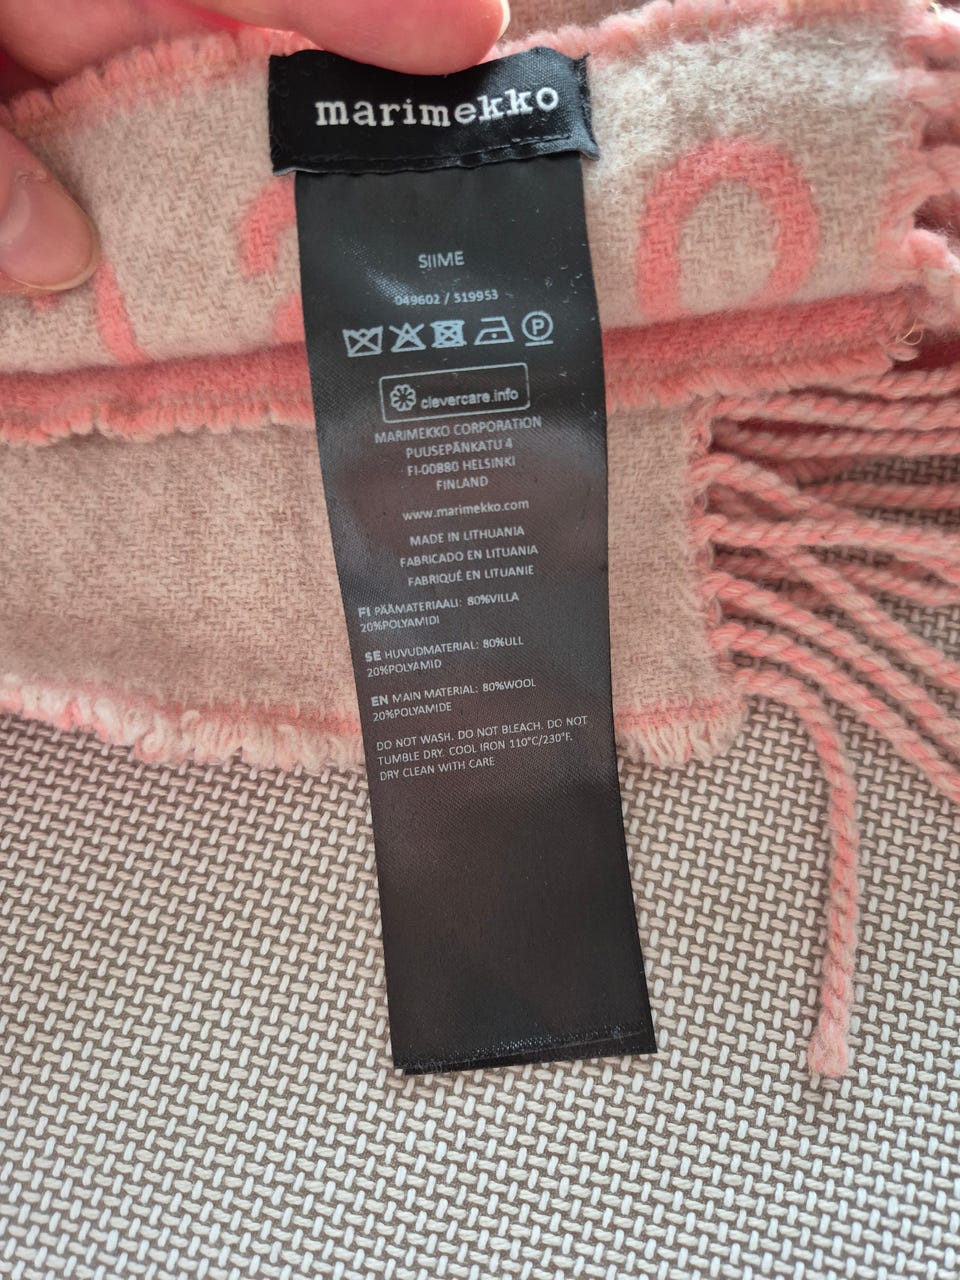 marimekko
SIIME
049602 / 519953
P
clevercare.info
MARIMEKKO CORPORATION
PUUSEPÄNKATU 4
FI-00880 HELSINKI
FINLAND
www.marimekko.com
MADE IN LITHUANIA
FABRICADO EN LITUANIA
FABRIQUÉ EN LITUANIE
FI PÄÄMATERIAALI: 80%VILLA
20%POLYAMIDI
SE HUVUDMATERIAL: 80%ULL
20%POLYAMID
EN MAIN MATERIAL: 80%WOOL
20%POLYAMIDE
DO NOT WASH. DO NOT BLEACH. DO NOT
TUMBLE DRY. COOL IRON 110°C/230°F.
DRY CLEAN WITH CARE